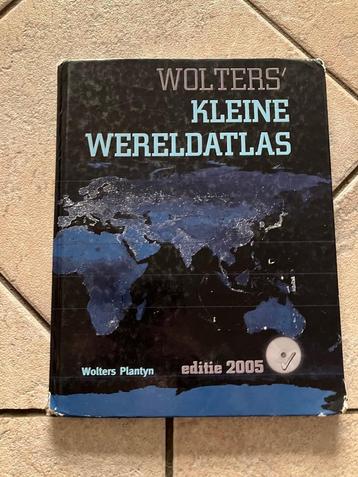 WOLTERS'
KLEINE
WERELDATLAS
Wolters Plantyn editie 2005